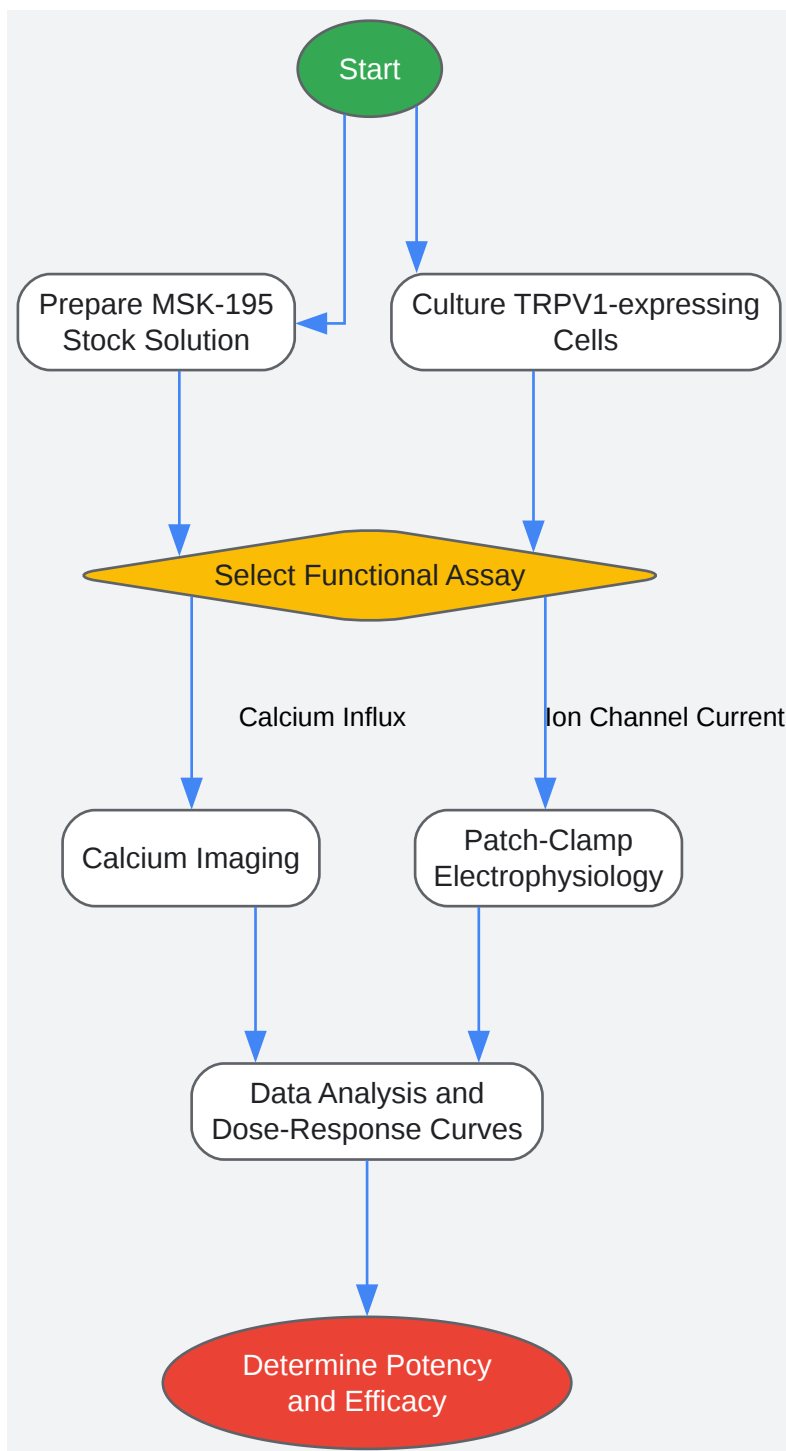 Start
Prepare MSK-195
Stock Solution
Culture TRPV1-expressing
Cells
Select Functional Assay
Calcium Influx
Ion Channel Current
Calcium Imaging
Patch-Clamp
Electrophysiology
Data Analysis and
Dose-Response Curves
Determine Potency
and Efficacy